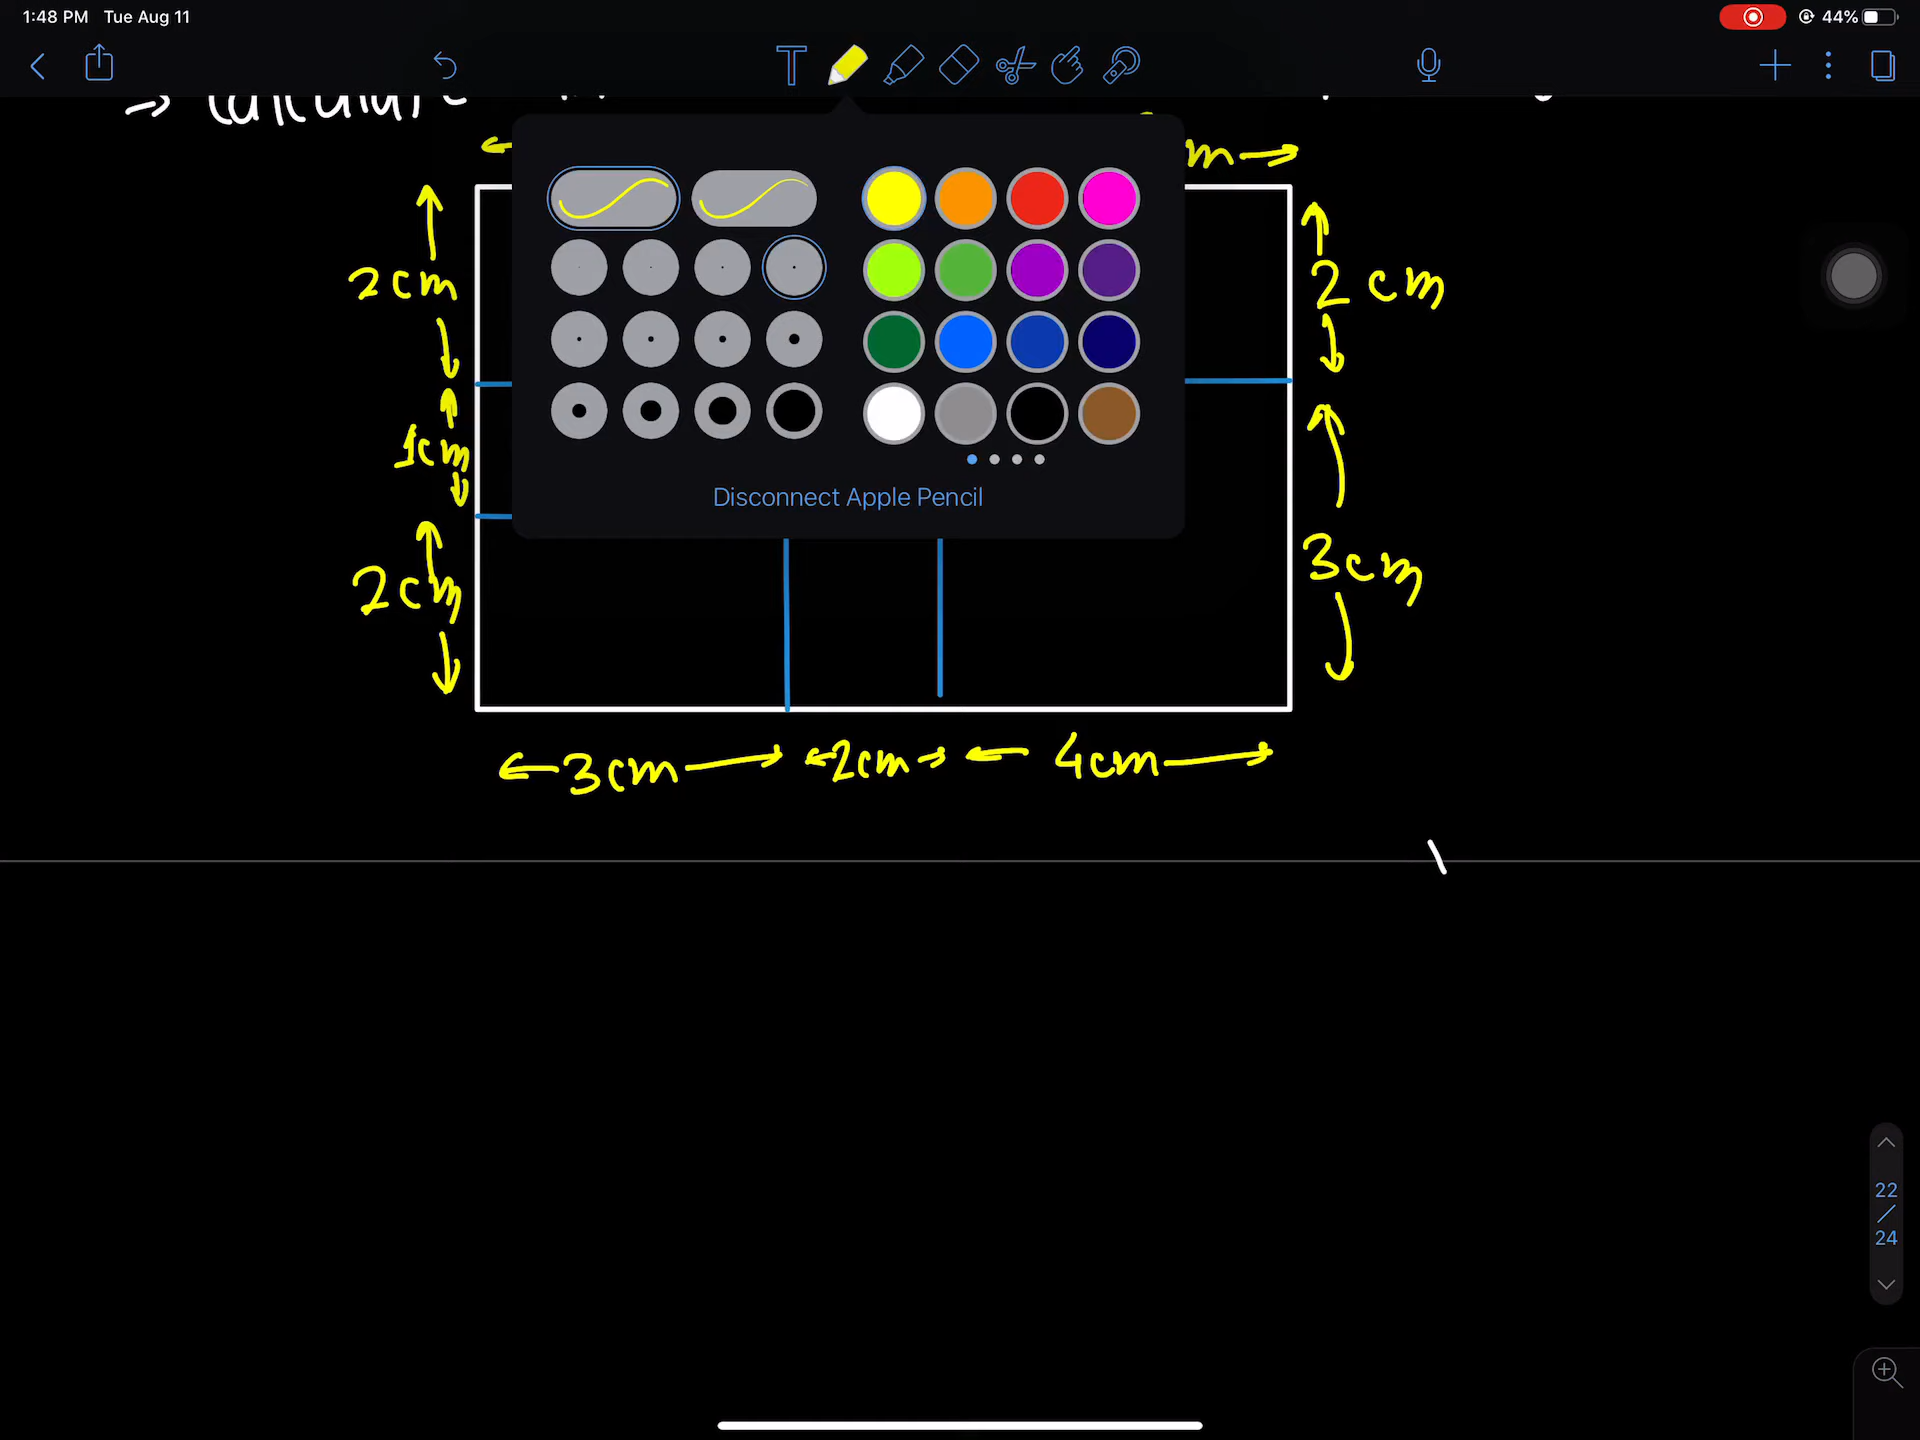 1:48 PM Tue Aug 11
44%
T
⇒ Calculate
m
2cm
2 cm
1cm
Disconnect Apple Pencil
2cm
3cm
3cm
2cm
4cm
22
/
24